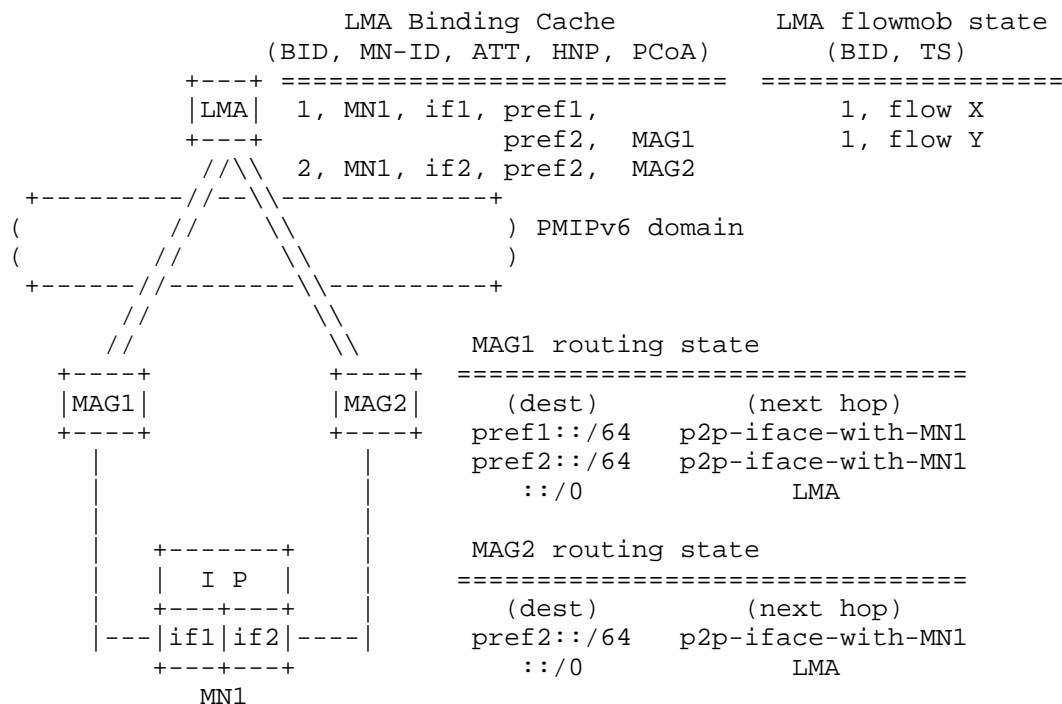 LMA Binding Cache            LMA flowmob state
                (BID, MN-ID, ATT, HNP, PCoA)         (BID, TS)
           +---+ ============================  ===================
           |LMA|  1, MN1, if1, pref1,                1, flow X
           +---+               pref2,  MAG1          1, flow Y
            //\\  2, MN1, if2, pref2,  MAG2
 +---------//--\\-------------+
(         //    \\             ) PMIPv6 domain
(        //      \\            )
 +------//--------\\----------+
       //          \\
      //            \\       MAG1 routing state
   +----+           +----+  ================================
   |MAG1|           |MAG2|     (dest)         (next hop)
   +----+           +----+   pref1::/64   p2p-iface-with-MN1
     |                |      pref2::/64   p2p-iface-with-MN1
     |                |         ::/0             LMA
     |                |
     |   +-------+    |      MAG2 routing state
     |   |  I P  |    |     ================================
     |   +---+---+    |        (dest)         (next hop)
     |---|if1|if2|----|      pref2::/64   p2p-iface-with-MN1
         +---+---+              ::/0             LMA
            MN1